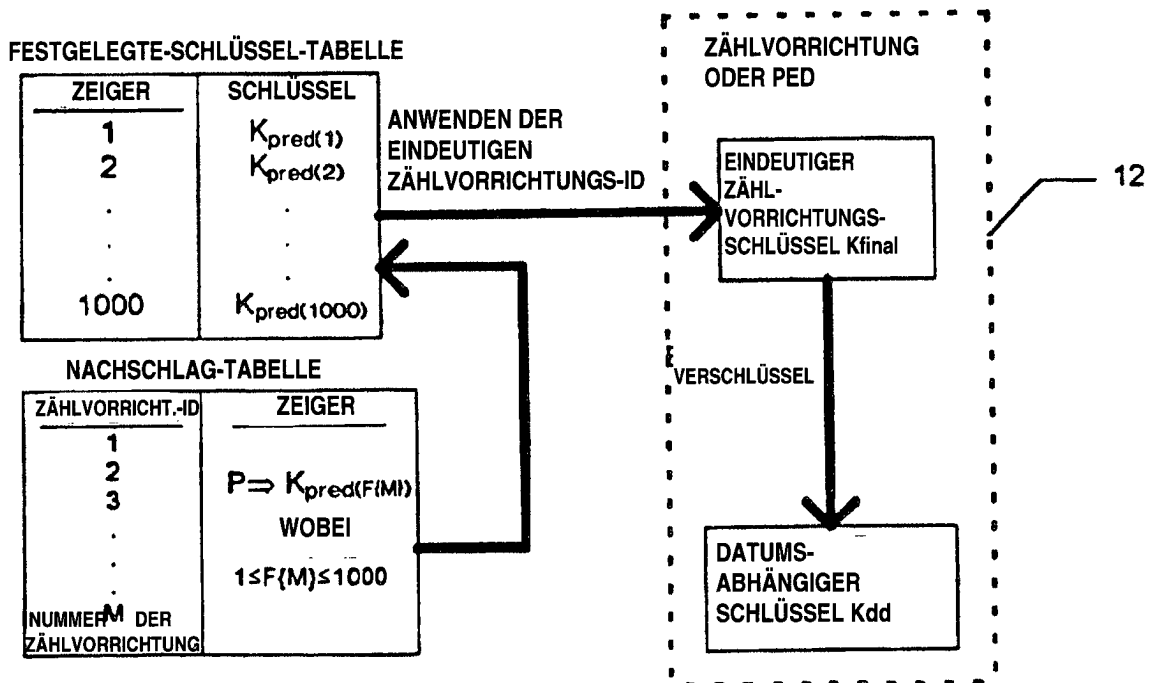 FESTGELEGTE-SCHLÜSSEL-TABELLE
ZEIGER SCHLÜSSEL
1 Kpred(1)
2 Kpred(2)
. .
. .
. .
1000 Kpred(1000)
ANWENDEN DER
EINDEUTIGEN
ZÄHLVORRICHTUNGS-ID
NACHSCHLAG-TABELLE
ZÄHLVORRICHT.-ID ZEIGER
1
2
3
P⇒ Kpred(F{M})
. WOBEI
. 1≤F{M}≤1000
.
M
NUMMER DER
ZÄHLVORRICHTUNG
ZÄHLVORRICHTUNG
ODER PED
EINDEUTIGER
ZÄHL-
VORRICHTUNGS-
SCHLÜSSEL Kfinal
12
VERSCHLÜSSEL
DATUMS-
ABHÄNGIGER
SCHLÜSSEL Kdd